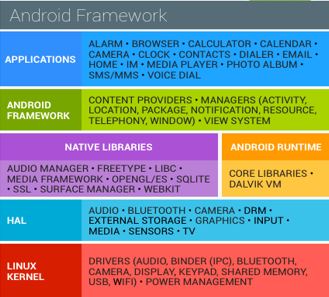 Android Framework
APPLICATIONS
ALARM • BROWSER • CALCULATOR • CALENDAR •
CAMERA • CLOCK • CONTACTS • DIALER • EMAIL •
HOME • IM • MEDIA PLAYER • PHOTO ALBUM •
SMS/MMS • VOICE DIAL
ANDROID
FRAMEWORK
CONTENT PROVIDERS • MANAGERS (ACTIVITY,
LOCATION, PACKAGE, NOTIFICATION, RESOURCE,
TELEPHONY, WINDOW) • VIEW SYSTEM
NATIVE LIBRARIES
AUDIO MANAGER • FREETYPE • LIBC •
MEDIA FRAMEWORK • OPENGL/ES • SQLITE
• SSL • SURFACE MANAGER • WEBKIT
ANDROID RUNTIME
CORE LIBRARIES •
DALVIK VM
HAL
AUDIO • BLUETOOTH • CAMERA • DRM •
EXTERNAL STORAGE • GRAPHICS • INPUT •
MEDIA • SENSORS • TV
LINUX
KERNEL
DRIVERS (AUDIO, BINDER (IPC), BLUETOOTH,
CAMERA, DISPLAY, KEYPAD, SHARED MEMORY,
USB, WIFI) • POWER MANAGEMENT